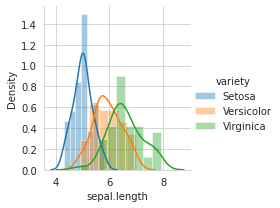 1.4
1.2
1.0
0.8
0.6
0.4
0.2
0.0
Density
4
6
8
sepal.length
variety
Setosa
Versicolor
Virginica